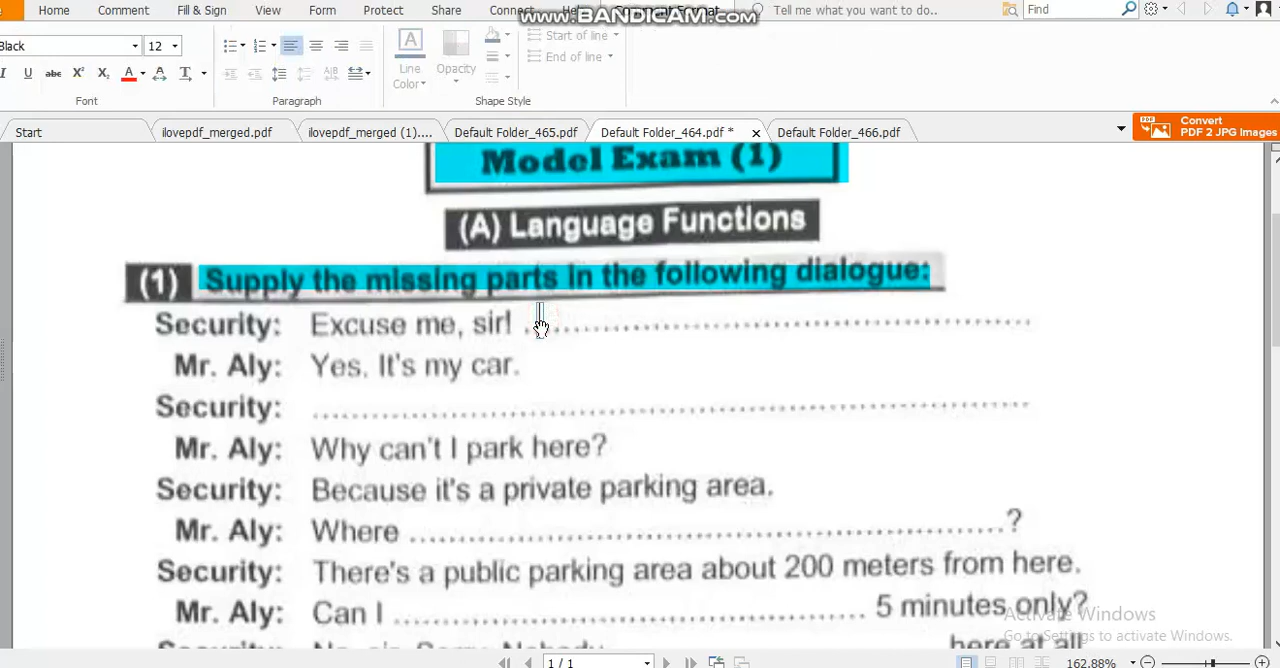 Home Comment Fill & Sign View Form Protect Share Connect Tell me what you want to do.. Find
www.BANDICAM.com
Black 12 Start of line
U abc X² X₂ A A T Line Color Opacity End of line
Font Paragraph Shape Style
Start ilovepdf_merged.pdf ilovepdf_merged (1).... Default Folder_465.pdf Default Folder_464.pdf * Default Folder_466.pdf Convert PDF 2 JPG Images
Model Exam (1)
(A) Language Functions
(1) Supply the missing parts in the following dialogue:
Security: Excuse me, sir! ..............................
Mr. Aly: Yes. It's my car.
Security: ..............................
Mr. Aly: Why can't I park here?
Security: Because it's a private parking area.
Mr. Aly: Where ..............................?
Security: There's a public parking area about 200 meters from here.
Mr. Aly: Can I .............................. 5 minutes only?
Activate Windows
Go to Settings to activate Windows.
here at all
1 / 1 162.88%